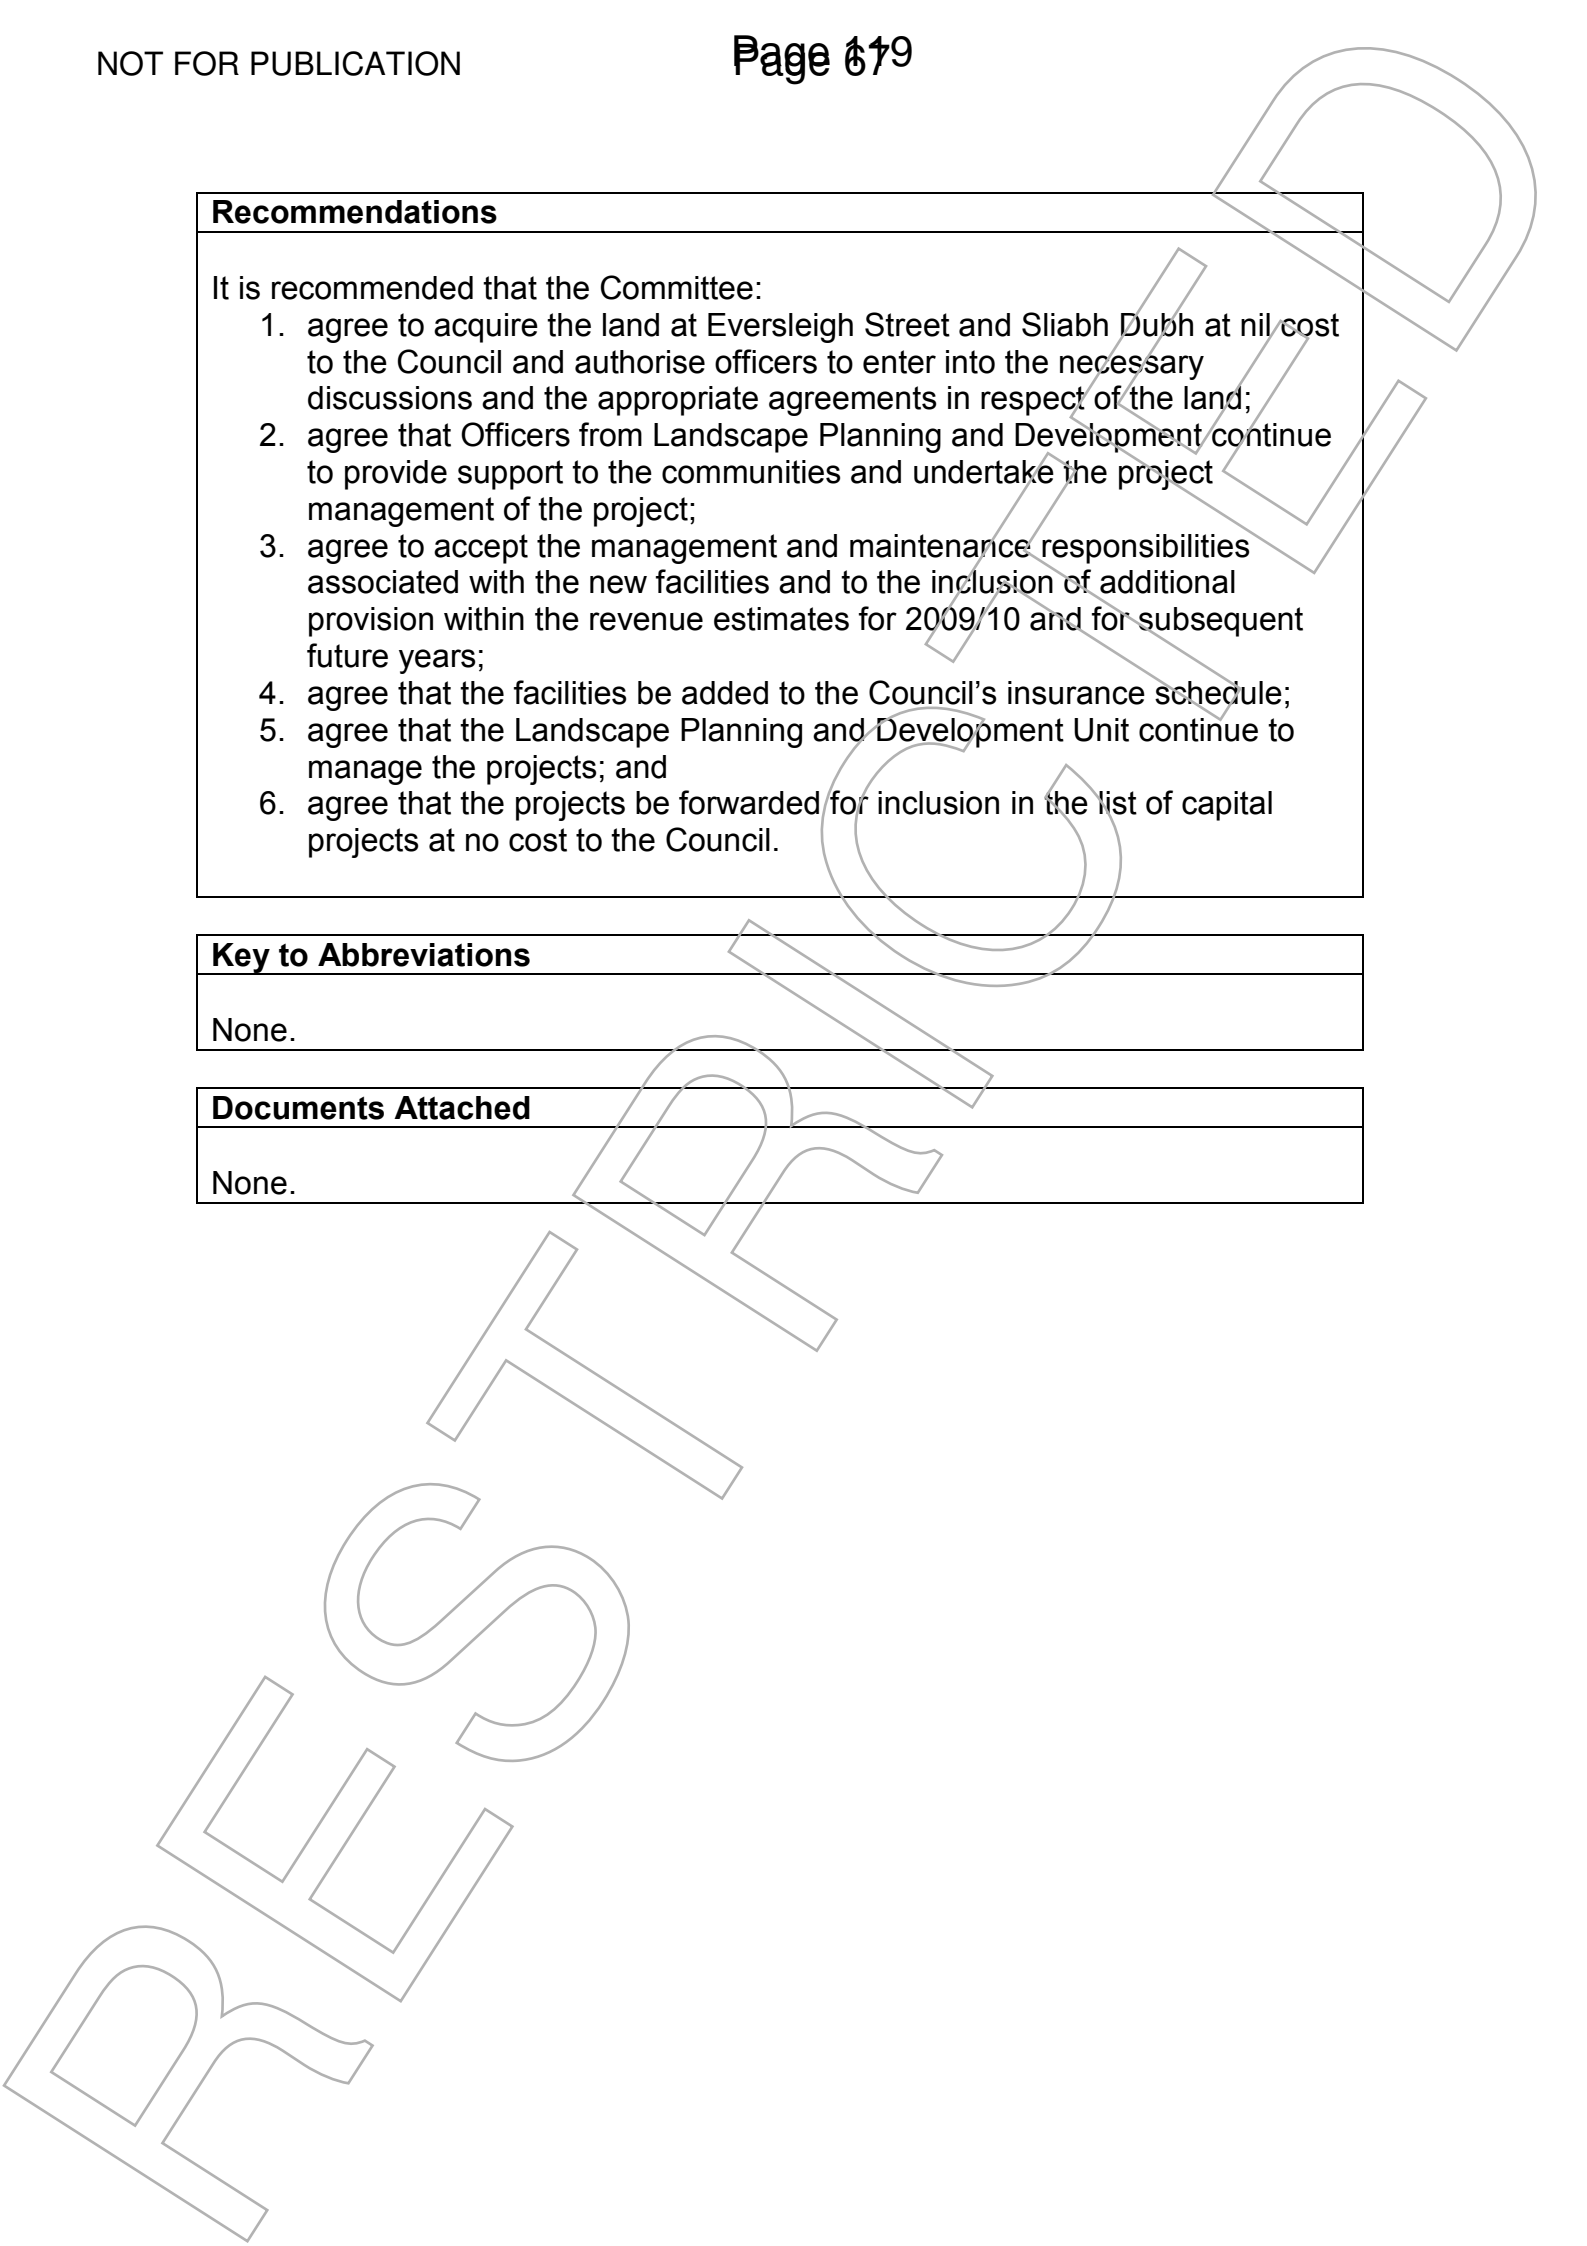 NOT FOR PUBLICATION
Page 119
Page 67
Recommendations
It is recommended that the Committee:
1. agree to acquire the land at Eversleigh Street and Sliabh Dubh at nil cost
to the Council and authorise officers to enter into the necessary
discussions and the appropriate agreements in respect of the land;
2. agree that Officers from Landscape Planning and Development continue
to provide support to the communities and undertake the project
management of the project;
3. agree to accept the management and maintenance responsibilities
associated with the new facilities and to the inclusion of additional
provision within the revenue estimates for 2009/10 and for subsequent
future years;
4. agree that the facilities be added to the Council’s insurance schedule;
5. agree that the Landscape Planning and Development Unit continue to
manage the projects; and
6. agree that the projects be forwarded for inclusion in the list of capital
projects at no cost to the Council.
Key to Abbreviations
None.
Documents Attached
None.
RESTRICTED